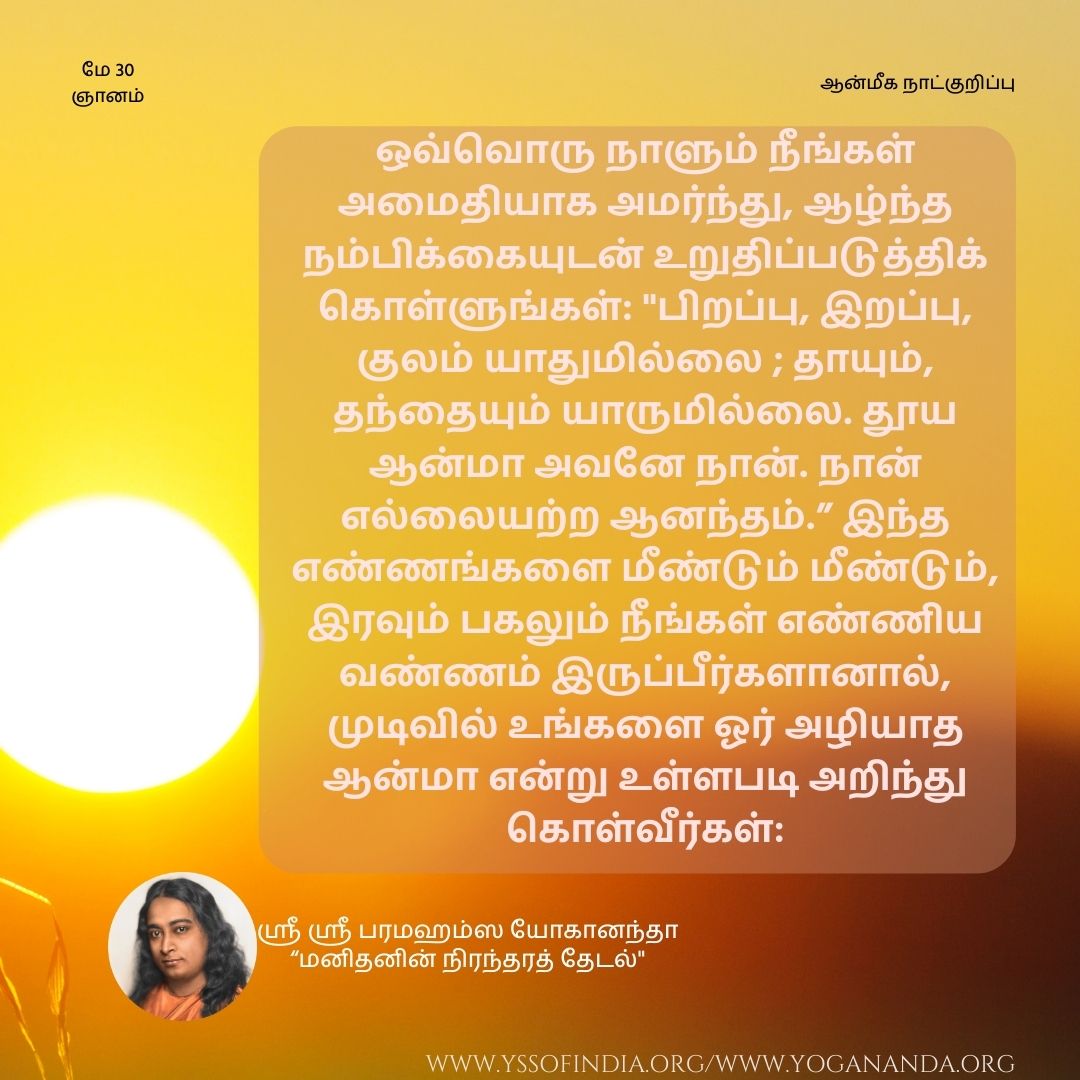 மே 30
ஞானம்
ஆன்மீக நாட்குறிப்பு
ஒவ்வொரு நாளும் நீங்கள்
அமைதியாக அமர்ந்து, ஆழ்ந்த
நம்பிக்கையுடன் உறுதிப்படுத்திக்
கொள்ளுங்கள்: "பிறப்பு, இறப்பு,
குலம் யாதுமில்லை ; தாயும்,
தந்தையும் யாருமில்லை. தூய
ஆன்மா அவனே நான். நான்
எல்லையற்ற ஆனந்தம்.” இந்த
எண்ணங்களை மீண்டும் மீண்டும்,
இரவும் பகலும் நீங்கள் எண்ணிய
வண்ணம் இருப்பீர்களானால்,
முடிவில் உங்களை ஓர் அழியாத
ஆன்மா என்று உள்ளபடி அறிந்து
கொள்வீர்கள்:
ஸ்ரீ ஸ்ரீ பரமஹம்ஸ யோகானந்தா
“மனிதனின் நிரந்தரத் தேடல்"
WWW.YSSOFINDIA.ORG/WWW.YOGANANDA.ORG